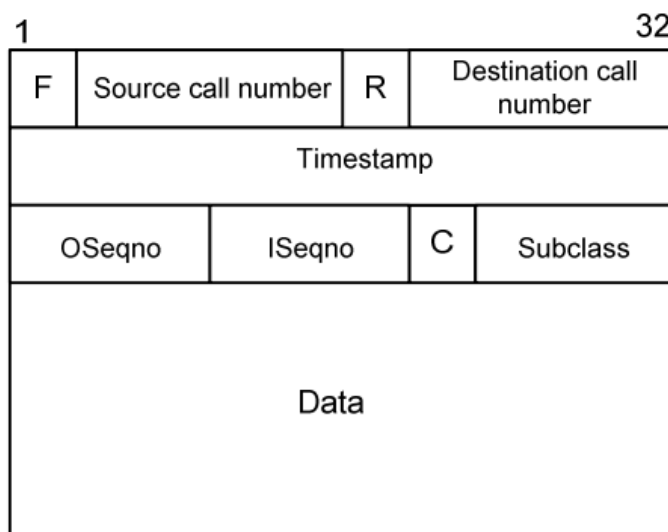 1 32
F Source call number R Destination call
number
Timestamp
OSeqno ISeqno C Subclass
Data